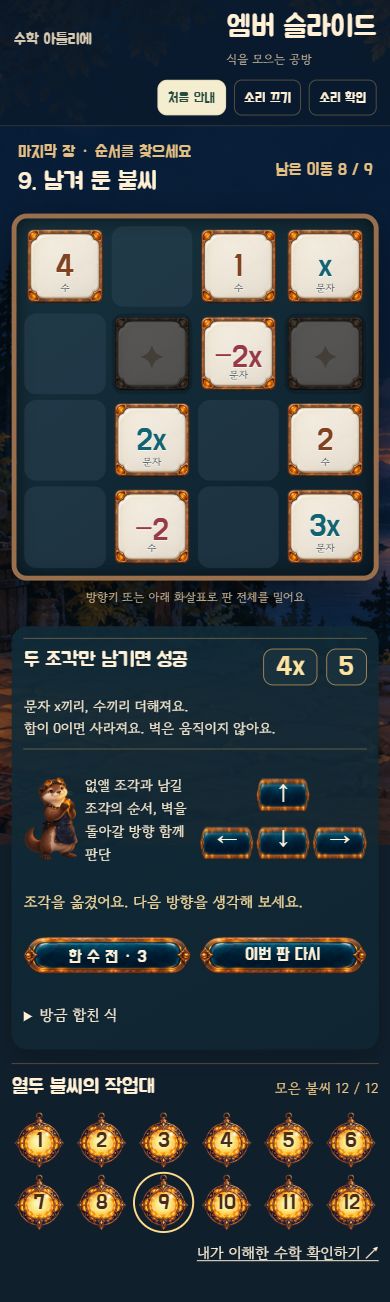 수학 아틀리에
엠버 슬라이드
식을 모으는 공방
처음 안내
소리 끄기
소리 확인
마지막 장 · 순서를 찾으세요
9. 남겨 둔 불씨
남은 이동 8 / 9
4
수
1
수
x
문자
−2x
문자
2x
문자
2
수
−2
수
3x
문자
방향키 또는 아래 화살표로 판 전체를 밀어요
두 조각만 남기면 성공
4x
5
문자 x끼리, 수끼리 더해져요.
합이 0이면 사라져요. 벽은 움직이지 않아요.
없앨 조각과 남길
조각의 순서, 벽을
돌아갈 방향 함께
판단
↑
← ↓ →
조각을 옮겼어요. 다음 방향을 생각해 보세요.
한 수 전 · 3
이번 판 다시
▶ 방금 합친 식
열두 불씨의 작업대
모은 불씨 12 / 12
1 2 3 4 5 6
7 8 9 10 11 12
내가 이해한 수학 확인하기 ↗